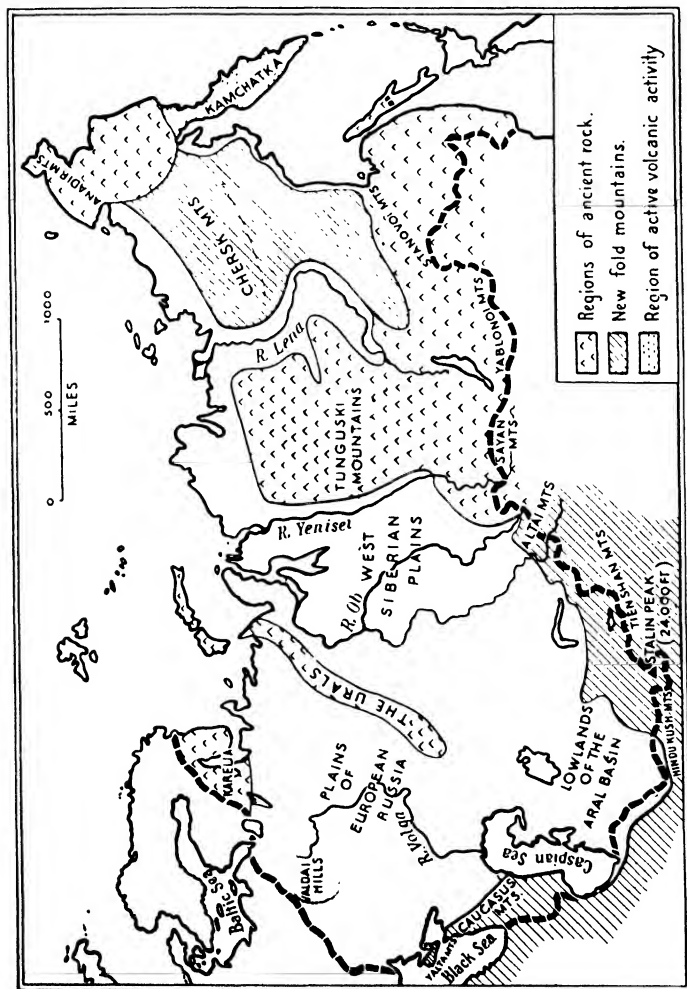 ANADIR MTS
KAMCHATKA
CHERSK MTS
STANOVOI MTS
R. Lena
TUNGUSKI
MOUNTAINS
YABLONOI MTS
SAYAN
MTS
R. Yenisei
R. Ob
WEST
SIBERIAN
PLAINS
ALTAI MTS
TIENSHAN MTS
STALIN PEAK
(24,000 FT)
HINDU KUSH MTS
THE URALS
KARELIA
PLAINS
OF
EUROPEAN
RUSSIA
R. Volga
VALDAI
HILLS
Baltic Sea
LOWLANDS
OF THE
ARAL BASIN
Caspian Sea
CAUCASUS
MTS.
YALTA MTS
Black Sea
0 500 1000
MILES
Regions of ancient rock.
New fold mountains.
Region of active volcanic activity